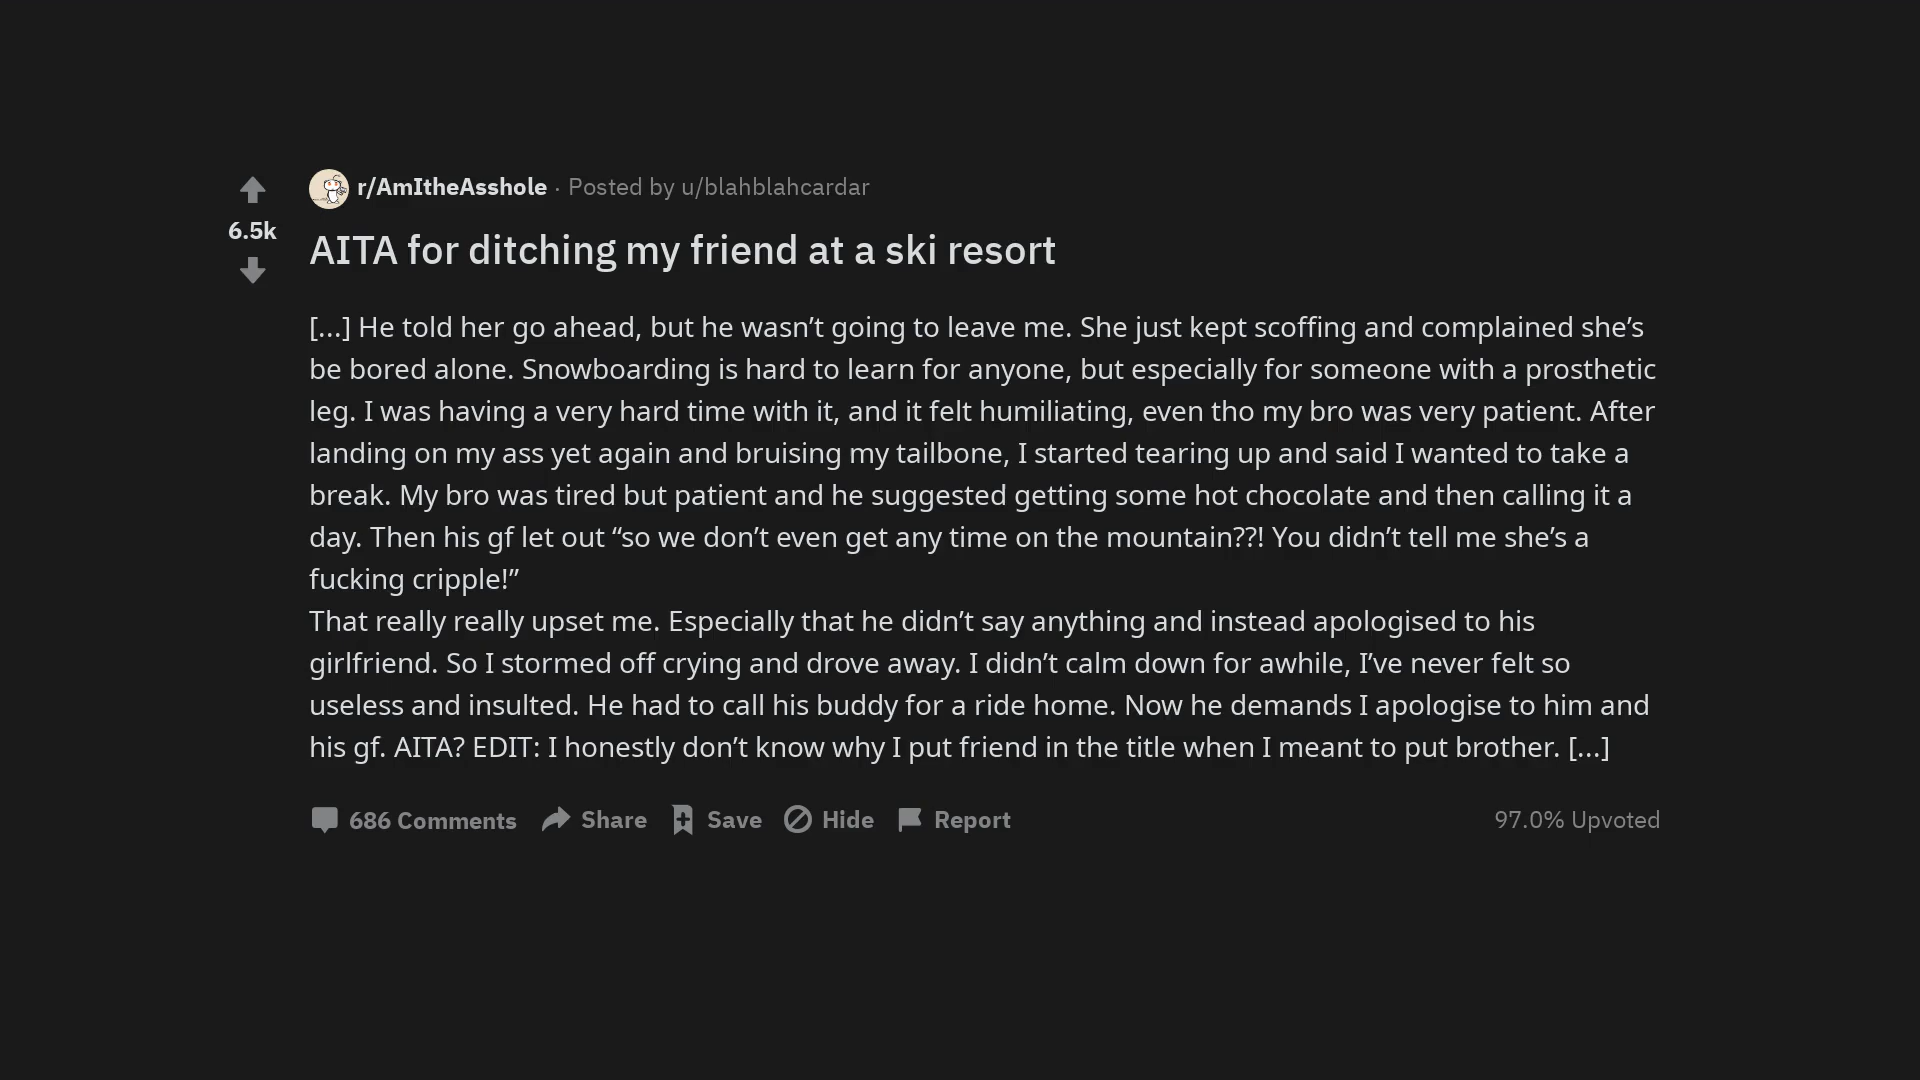 r/AmItheAsshole · Posted by u/blahblahcardar
6.5k
AITA for ditching my friend at a ski resort
[...] He told her go ahead, but he wasn’t going to leave me. She just kept scoffing and complained she’s
be bored alone. Snowboarding is hard to learn for anyone, but especially for someone with a prosthetic
leg. I was having a very hard time with it, and it felt humiliating, even tho my bro was very patient. After
landing on my ass yet again and bruising my tailbone, I started tearing up and said I wanted to take a
break. My bro was tired but patient and he suggested getting some hot chocolate and then calling it a
day. Then his gf let out “so we don’t even get any time on the mountain??! You didn’t tell me she’s a
fucking cripple!”
That really really upset me. Especially that he didn’t say anything and instead apologised to his
girlfriend. So I stormed off crying and drove away. I didn’t calm down for awhile, I’ve never felt so
useless and insulted. He had to call his buddy for a ride home. Now he demands I apologise to him and
his gf. AITA? EDIT: I honestly don’t know why I put friend in the title when I meant to put brother. [...]
686 Comments Share Save Hide Report 97.0% Upvoted